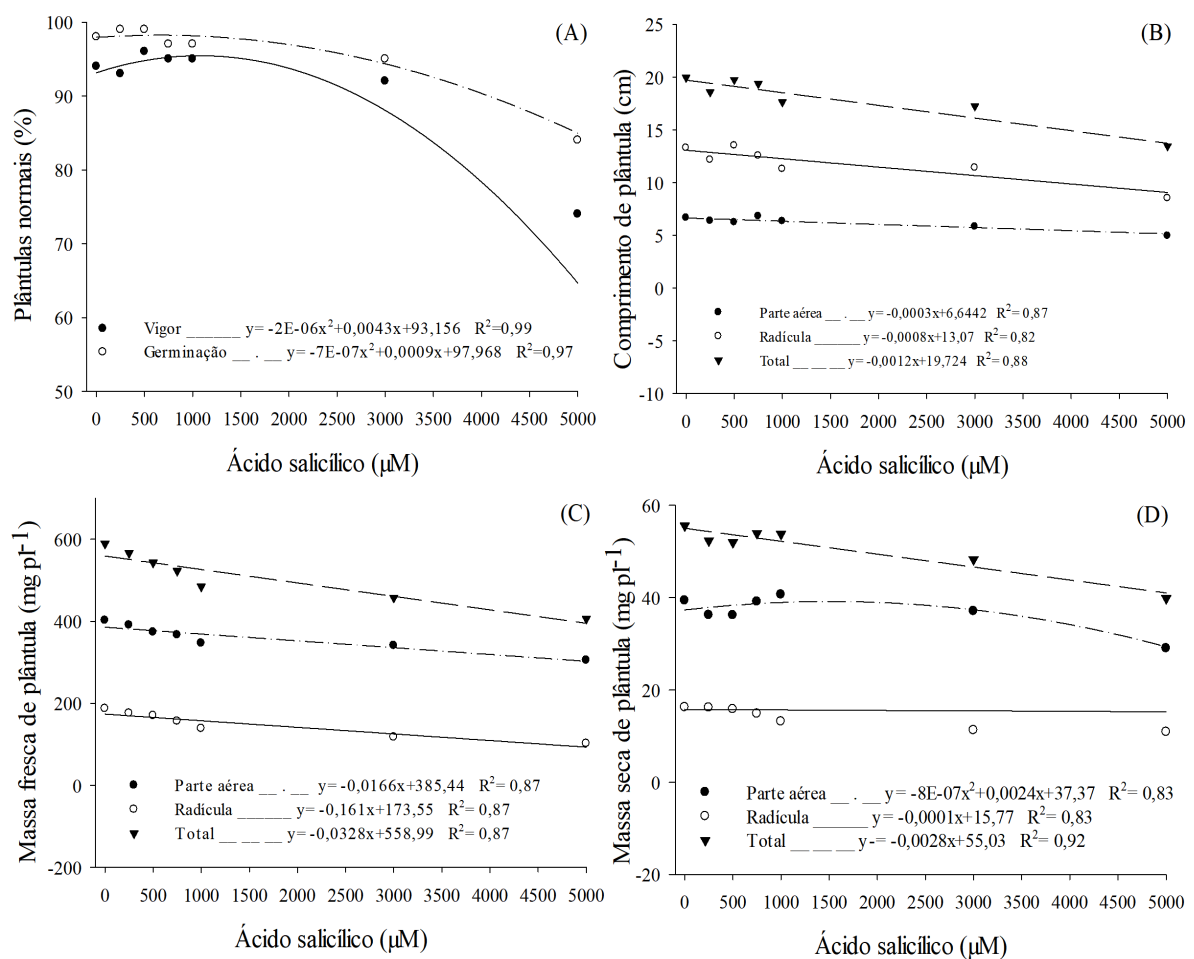 (A)
Plântulas normais (%)
100
90
80
70
60
50
Vigor ______ y= -2E-06x²+0,0043x+93,156 R²=0,99
Germinação __ . __ y= -7E-07x²+0,0009x+97,968 R²=0,97
0 500 1000 1500 2000 2500 3000 3500 4000 4500 5000
Ácido salicílico (μM)
(B)
Comprimento de plântula (cm)
25
20
15
10
5
0
-5
-10
Parte aérea __ . __ y= -0,0003x+6,6442 R²= 0,87
Radícula ______ y=-0,0008x+13,07 R²= 0,82
Total __ __ __ y= -0,0012x+19,724 R²= 0,88
0 500 1000 1500 2000 2500 3000 3500 4000 4500 5000
Ácido salicílico (μM)
(C)
Massa fresca de plântula (mg pl⁻¹)
600
400
200
0
-200
Parte aérea __ . __ y= -0,0166x+385,44 R²= 0,87
Radícula ______ y= -0,161x+173,55 R²= 0,87
Total __ __ __ y= -0,0328x+558,99 R²= 0,87
0 500 1000 1500 2000 2500 3000 3500 4000 4500 5000
Ácido salicílico (μM)
(D)
Massa seca de plântula (mg pl⁻¹)
60
40
20
0
-20
Parte aérea __ . __ y= -8E-07x²+0,0024x+37,37 R²= 0,83
Radícula ______ y= -0,0001x+15,77 R²= 0,83
Total __ __ __ y-= -0,0028x+55,03 R²= 0,92
0 500 1000 1500 2000 2500 3000 3500 4000 4500 5000
Ácido salicílico (μM)